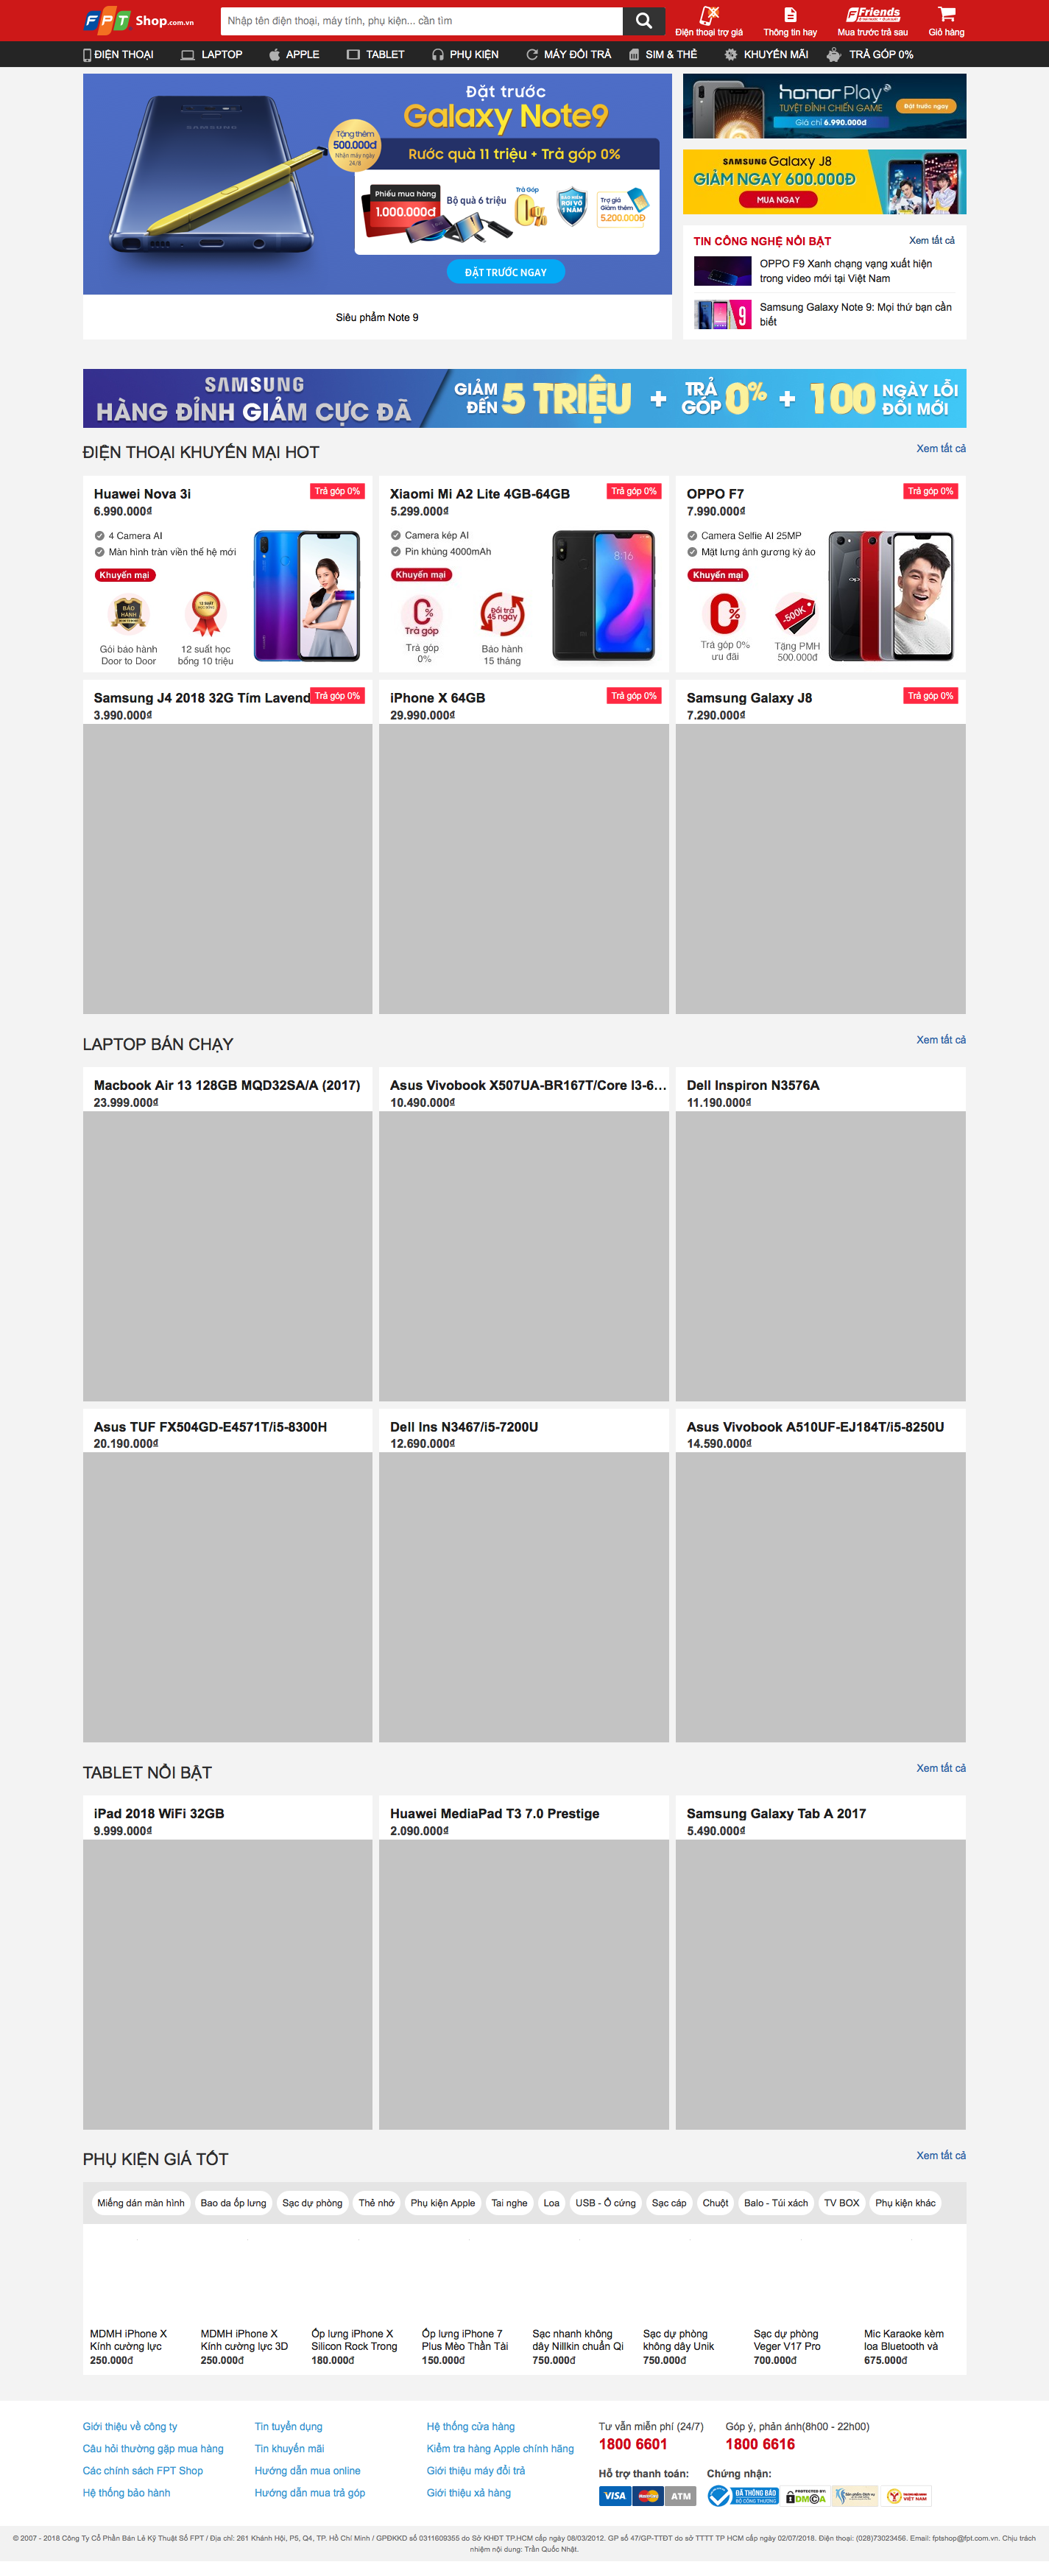 FPT Shop.com.vn
Nhập tên điện thoại, máy tính, phụ kiện... cần tìm
Điện thoại trợ giá
Thông tin hay
FFriends
Mua trước trả sau
Giỏ hàng
ĐIỆN THOẠI
LAPTOP
APPLE
TABLET
PHỤ KIỆN
MÁY ĐỔI TRẢ
SIM & THẺ
KHUYẾN MÃI
TRẢ GÓP 0%
SAMSUNG
Đặt trước
Galaxy Note9
Tặng thêm
500.000đ
Nhận máy ngày
24/8
Rước quà 11 triệu + Trả góp 0%
Phiếu mua hàng
1.000.000đ
Bộ quà 6 triệu
Trả Góp
0%
BẢO HIỂM
RƠI VỠ
1 NĂM
Trợ giá
Giảm thêm
5.200.000Đ
ĐẶT TRƯỚC NGAY
Siêu phẩm Note 9
honor Play
TUYỆT ĐỈNH CHIẾN GAME
Giá chỉ 6.990.000đ
Đặt trước ngay
SAMSUNG Galaxy J8
GIẢM NGAY 600.000Đ
MUA NGAY
TIN CÔNG NGHỆ NỔI BẬT
Xem tất cả
OPPO F9 Xanh chạng vạng xuất hiện
trong video mới tại Việt Nam
9
Samsung Galaxy Note 9: Mọi thứ bạn cần
biết
SAMSUNG
HÀNG ĐỈNH GIẢM CỰC ĐÃ
GIẢM
ĐẾN
5 TRIỆU
+
TRẢ
GÓP
0%
+
100
NGÀY LỖI
ĐỔI MỚI
ĐIỆN THOẠI KHUYẾN MẠI HOT
Xem tất cả
Huawei Nova 3i
Trả góp 0%
6.990.000₫
4 Camera AI
Màn hình tràn viền thế hệ mới
Khuyến mại
BẢO
HÀNH
Gói bảo hành
Door to Door
12 suất học
bổng 10 triệu
Xiaomi Mi A2 Lite 4GB-64GB
Trả góp 0%
5.299.000₫
Camera kép AI
Pin khủng 4000mAh
Khuyến mại
0%
Trả góp
Trả góp
0%
Đổi trả
45 ngày
Bảo hành
15 tháng
8:16
OPPO F7
Trả góp 0%
7.990.000₫
Camera Selfie AI 25MP
Mặt lưng ánh gương kỳ ảo
Khuyến mại
0%
Trả góp 0%
ưu đãi
-500K
Tặng PMH
500.000đ
Samsung J4 2018 32G Tím Lavend
Trả góp 0%
3.990.000₫
iPhone X 64GB
Trả góp 0%
29.990.000₫
Samsung Galaxy J8
Trả góp 0%
7.290.000₫
LAPTOP BÁN CHẠY
Xem tất cả
Macbook Air 13 128GB MQD32SA/A (2017)
23.999.000₫
Asus Vivobook X507UA-BR167T/Core I3-6...
10.490.000₫
Dell Inspiron N3576A
11.190.000₫
Asus TUF FX504GD-E4571T/i5-8300H
20.190.000₫
Dell Ins N3467/i5-7200U
12.690.000₫
Asus Vivobook A510UF-EJ184T/i5-8250U
14.590.000₫
TABLET NỔI BẬT
Xem tất cả
iPad 2018 WiFi 32GB
9.999.000₫
Huawei MediaPad T3 7.0 Prestige
2.090.000₫
Samsung Galaxy Tab A 2017
5.490.000₫
PHỤ KIỆN GIÁ TỐT
Xem tất cả
Miếng dán màn hình
Bao da ốp lưng
Sạc dự phòng
Thẻ nhớ
Phụ kiện Apple
Tai nghe
Loa
USB - Ổ cứng
Sạc cáp
Chuột
Balo - Túi xách
TV BOX
Phụ kiện khác
MDMH iPhone X
Kính cường lực
250.000đ
MDMH iPhone X
Kính cường lực 3D
250.000đ
Ốp lưng iPhone X
Silicon Rock Trong
180.000đ
Ốp lưng iPhone 7
Plus Mèo Thần Tài
150.000đ
Sạc nhanh không
dây Nillkin chuẩn Qi
750.000đ
Sạc dự phòng
không dây Unik
750.000đ
Sạc dự phòng
Veger V17 Pro
700.000đ
Mic Karaoke kèm
loa Bluetooth và
675.000đ
Giới thiệu về công ty
Câu hỏi thường gặp mua hàng
Các chính sách FPT Shop
Hệ thống bảo hành
Tin tuyển dụng
Tin khuyến mãi
Hướng dẫn mua online
Hướng dẫn mua trả góp
Hệ thống cửa hàng
Kiểm tra hàng Apple chính hãng
Giới thiệu máy đổi trả
Giới thiệu xả hàng
Tư vấn miễn phí (24/7)
1800 6601
Góp ý, phản ánh(8h00 - 22h00)
1800 6616
Hỗ trợ thanh toán:
VISA
MasterCard
ATM
Chứng nhận:
ĐÃ THÔNG BÁO
BỘ CÔNG THƯƠNG
PROTECTED BY:
DMCA
VIỆT NAM
© 2007 - 2018 Công Ty Cổ Phần Bán Lẻ Kỹ Thuật Số FPT / Địa chỉ: 261 Khánh Hội, P5, Q4, TP. Hồ Chí Minh / GPĐKKD số 0311609355 do Sở KHĐT TP.HCM cấp ngày 08/03/2012. GP số 47/GP-TTĐT do sở TTTT TP HCM cấp ngày 02/07/2018. Điện thoại: (028)73023456. Email: fptshop@fpt.com.vn. Chịu trách
nhiệm nội dung: Trần Quốc Nhật.